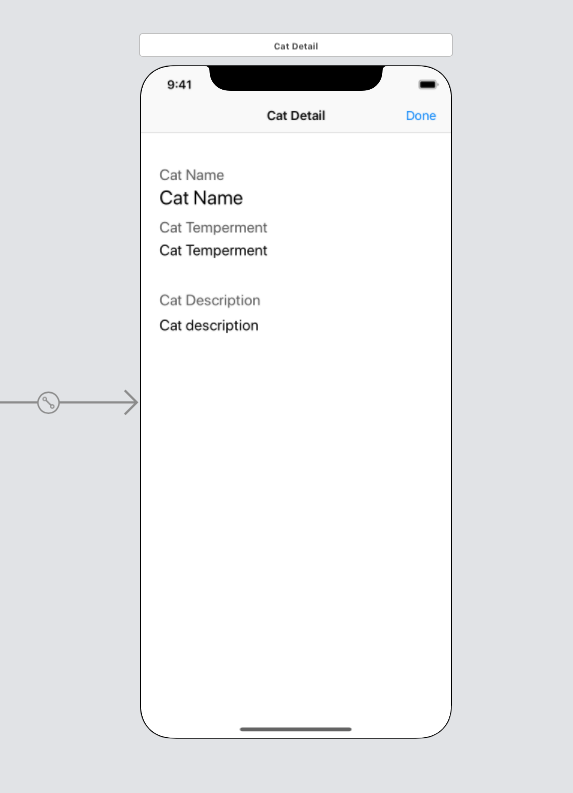 Cat Detail
9:41
Cat Detail Done
Cat Name
Cat Name
Cat Temperment
Cat Temperment
Cat Description
Cat description